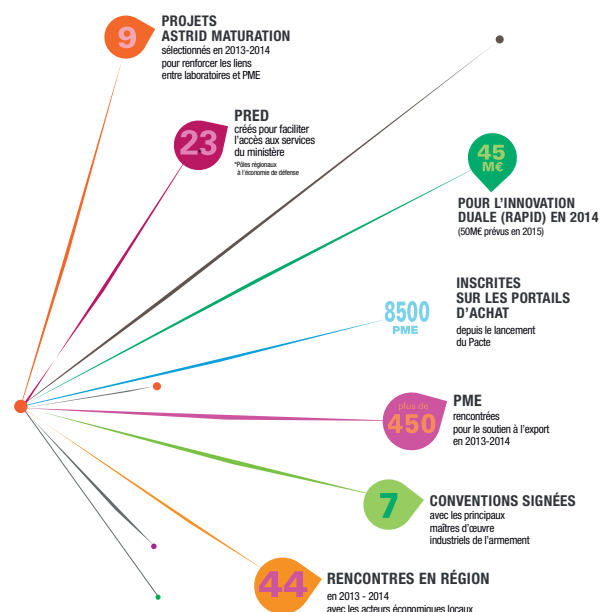 9
PROJETS
ASTRID MATURATION
sélectionnés en 2013-2014
pour renforcer les liens
entre laboratoires et PME
23
PRED
créés pour faciliter
l'accès aux services
du ministère
*Pôles régionaux
à l'économie de défense
45
M€
POUR L'INNOVATION
DUALE (RAPID) EN 2014
(50M€ prévus en 2015)
8500
PME
INSCRITES
SUR LES PORTAILS
D'ACHAT
depuis le lancement
du Pacte
plus de
450
PME
rencontrées
pour le soutien à l'export
en 2013-2014
7
CONVENTIONS SIGNÉES
avec les principaux
maîtres d'œuvre
industriels de l'armement
44
RENCONTRES EN RÉGION
en 2013 - 2014
avec les acteurs économiques locaux